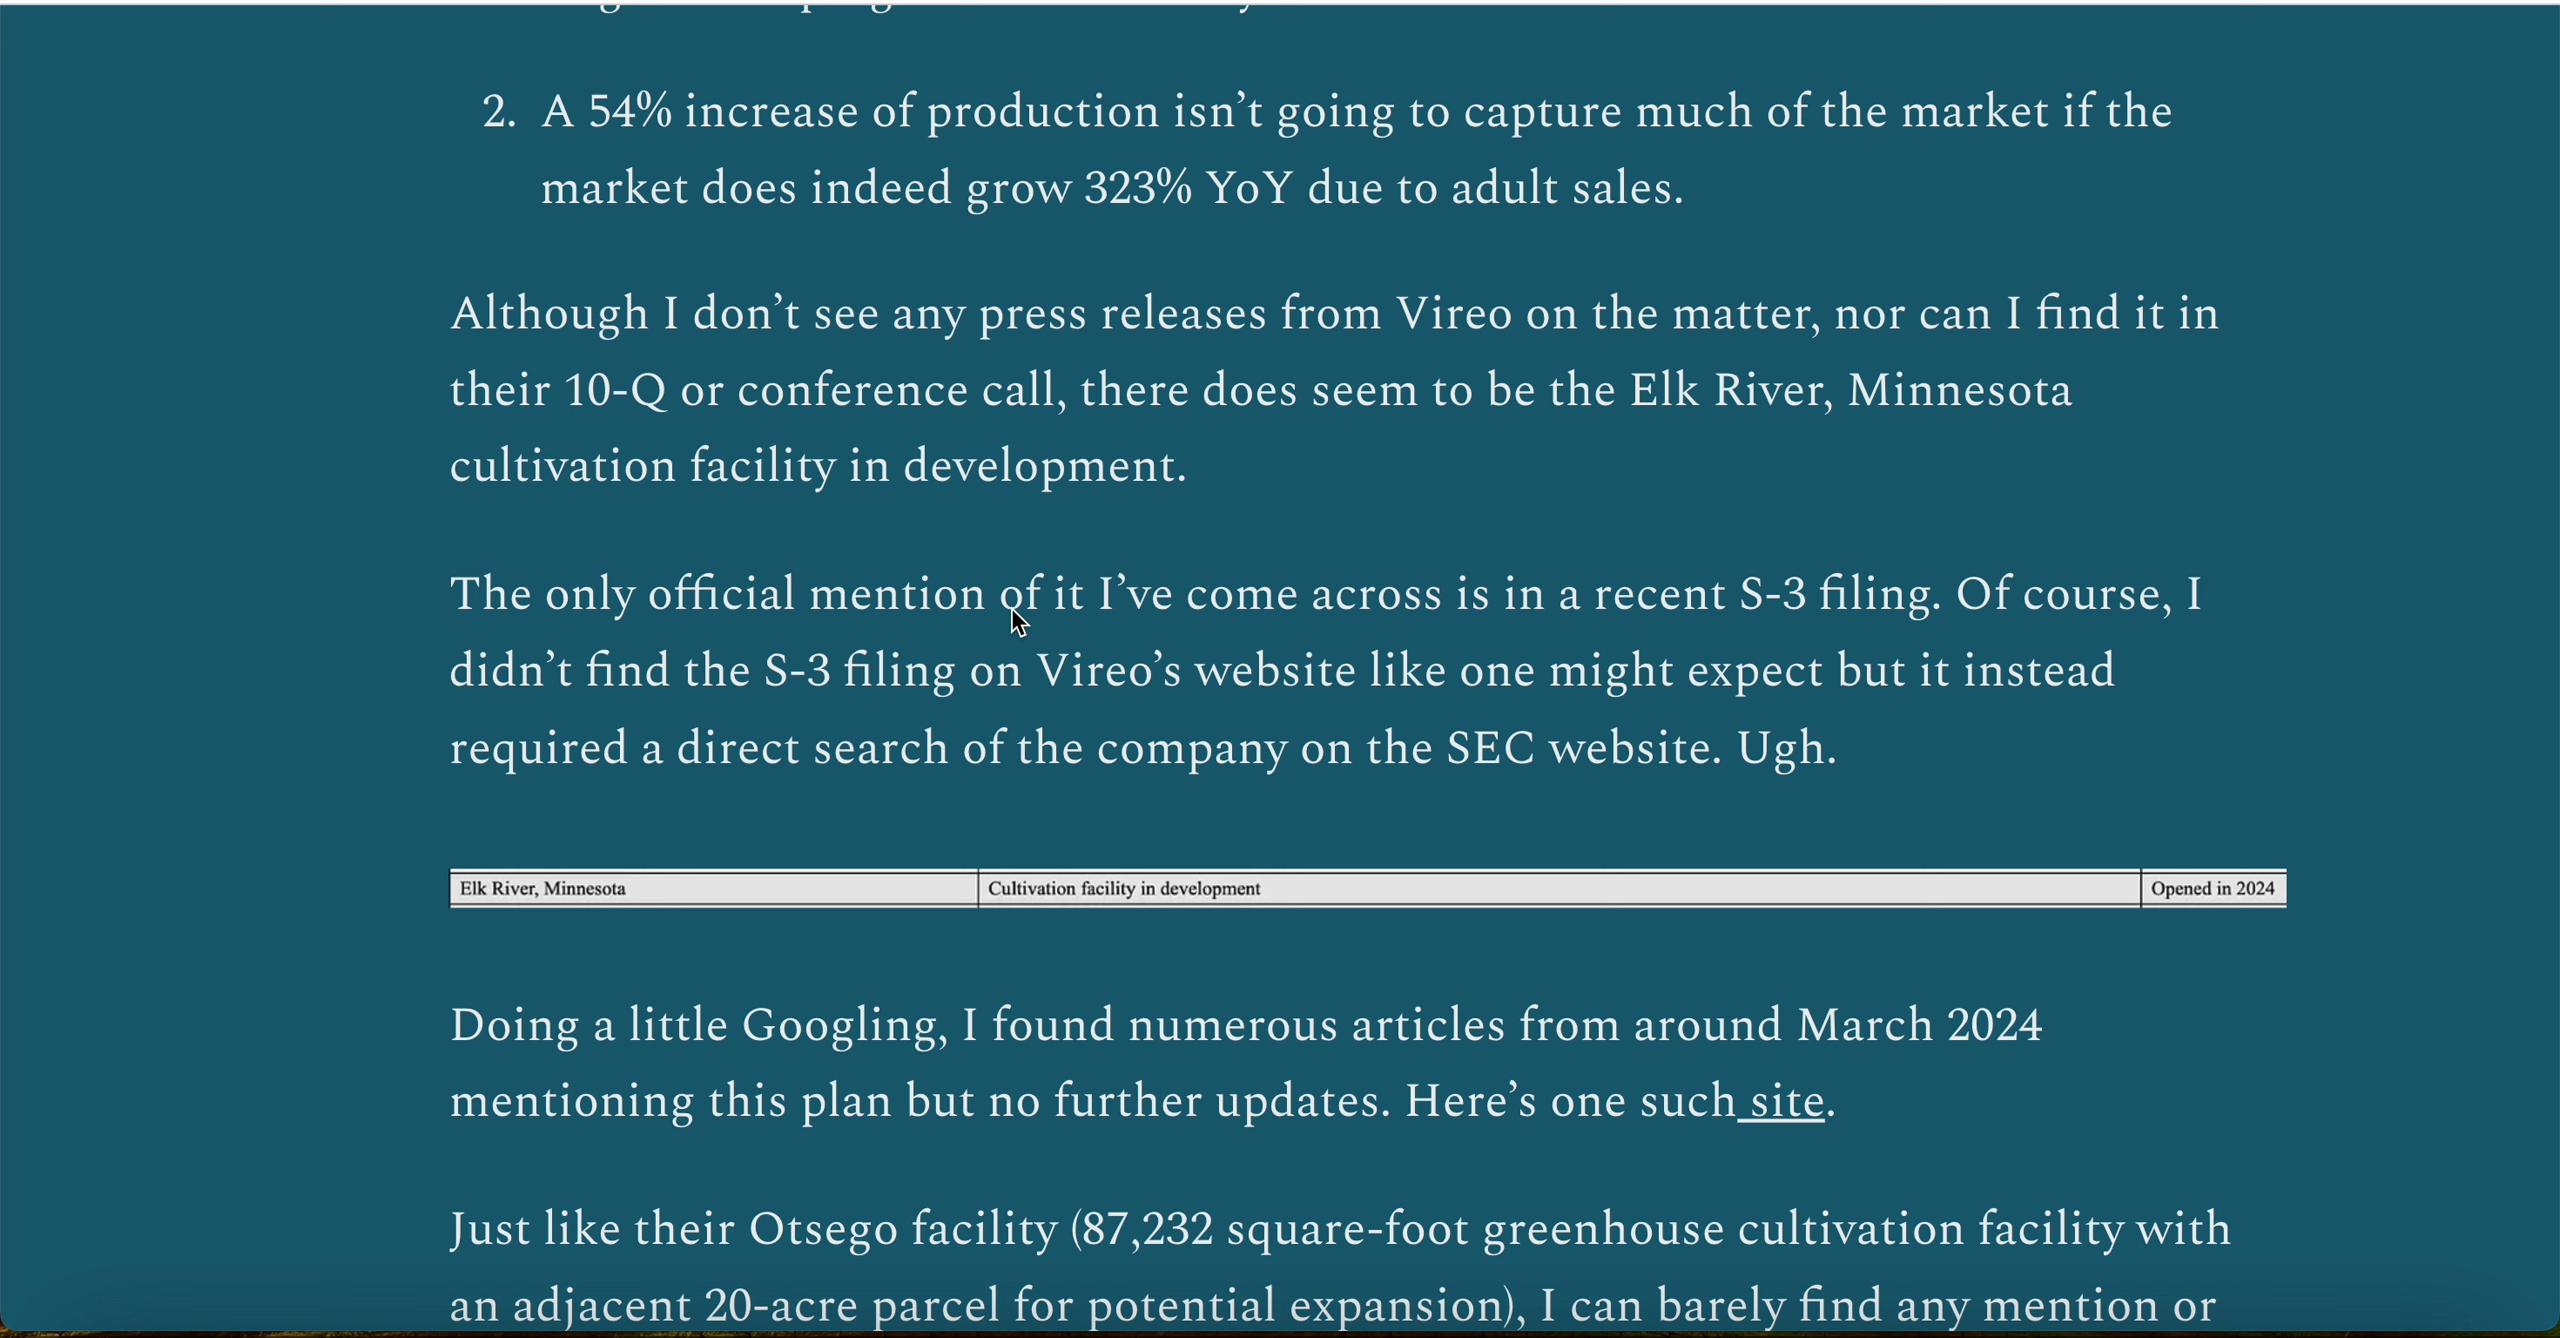 2. A 54% increase of production isn’t going to capture much of the market if the
market does indeed grow 323% YoY due to adult sales.
Although I don’t see any press releases from Vireo on the matter, nor can I find it in
their 10-Q or conference call, there does seem to be the Elk River, Minnesota
cultivation facility in development.
The only official mention of it I’ve come across is in a recent S-3 filing. Of course, I
didn’t find the S-3 filing on Vireo’s website like one might expect but it instead
required a direct search of the company on the SEC website. Ugh.
Elk River, Minnesota Cultivation facility in development Opened in 2024
Doing a little Googling, I found numerous articles from around March 2024
mentioning this plan but no further updates. Here’s one such site.
Just like their Otsego facility (87,232 square-foot greenhouse cultivation facility with
an adjacent 20-acre parcel for potential expansion), I can barely find any mention or